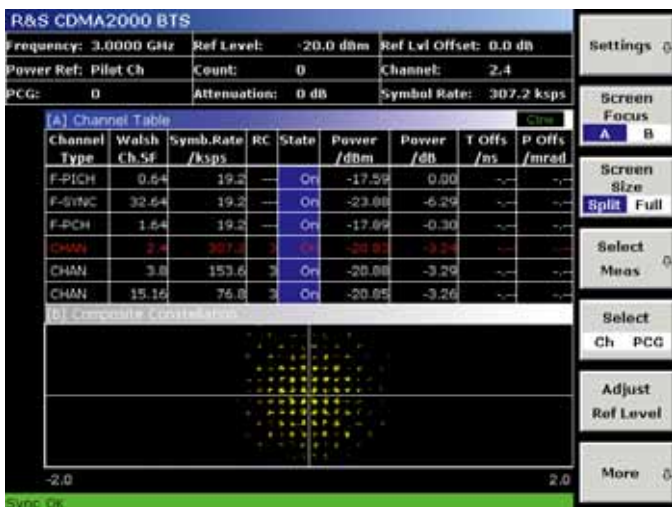 R&S CDMA2000 BTS
Frequency: 3.0000 GHz Ref Level: -20.0 dBm Ref Lvl Offset: 0.0 dB
Power Ref: Pilot Ch Count: 0 Channel: 2.4
PCG: 0 Attenuation: 0 dB Symbol Rate: 307.2 ksps
[A] Channel Table Ctrw
Channel Type Walsh Ch.SF Symb.Rate /ksps RC State Power /dBm Power /dB T Offs /ns P Offs /mrad
F-PICH 0.64 19.2 --- On -17.59 0.00 -.-- -.--
F-SYNC 32.64 19.2 --- On -23.88 -6.29 -.-- -.--
F-PCH 1.64 19.2 --- On -17.89 -0.30 -.-- -.--
CHAN 2.4 307.2 3 On -20.83 -3.24 -.-- -.--
CHAN 3.8 153.6 3 On -20.88 -3.29 -.-- -.--
CHAN 15.16 76.8 3 On -20.85 -3.26 -.-- -.--
[B] Composite Constellation
-2.0 2.0
Sync OK
Settings
Screen
Focus
A B
Screen
Size
Split Full
Select
Meas
Select
Ch PCG
Adjust
Ref Level
More